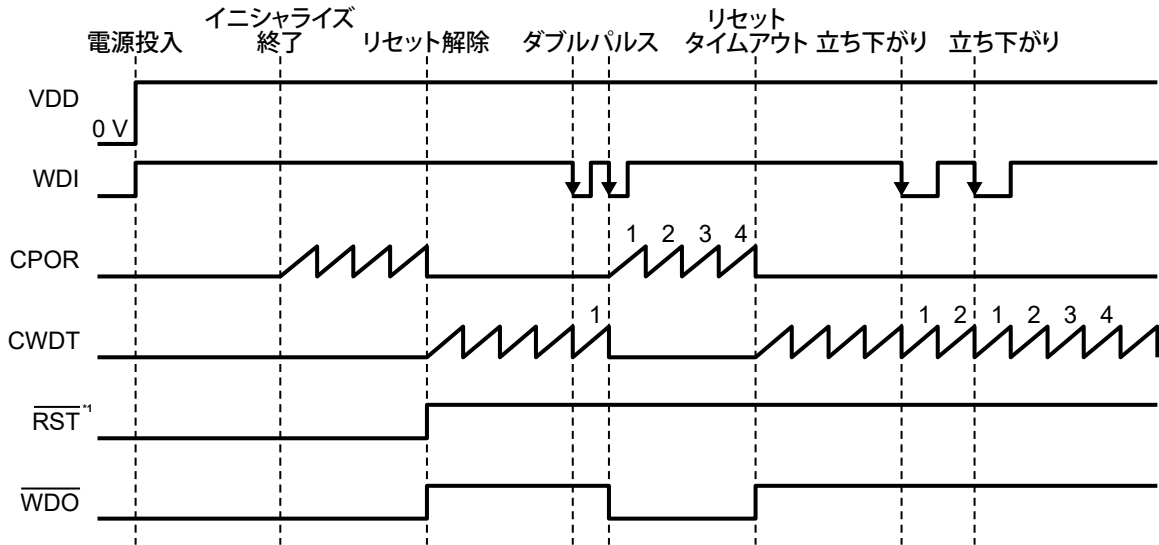 電源投入
イニシャライズ
終了
リセット解除
ダブルパルス
リセット
タイムアウト
立ち下がり
立ち下がり
VDD
0 V
WDI
CPOR
1 2 3 4
CWDT
1
1 2 1 2 3 4
RST*1
WDO